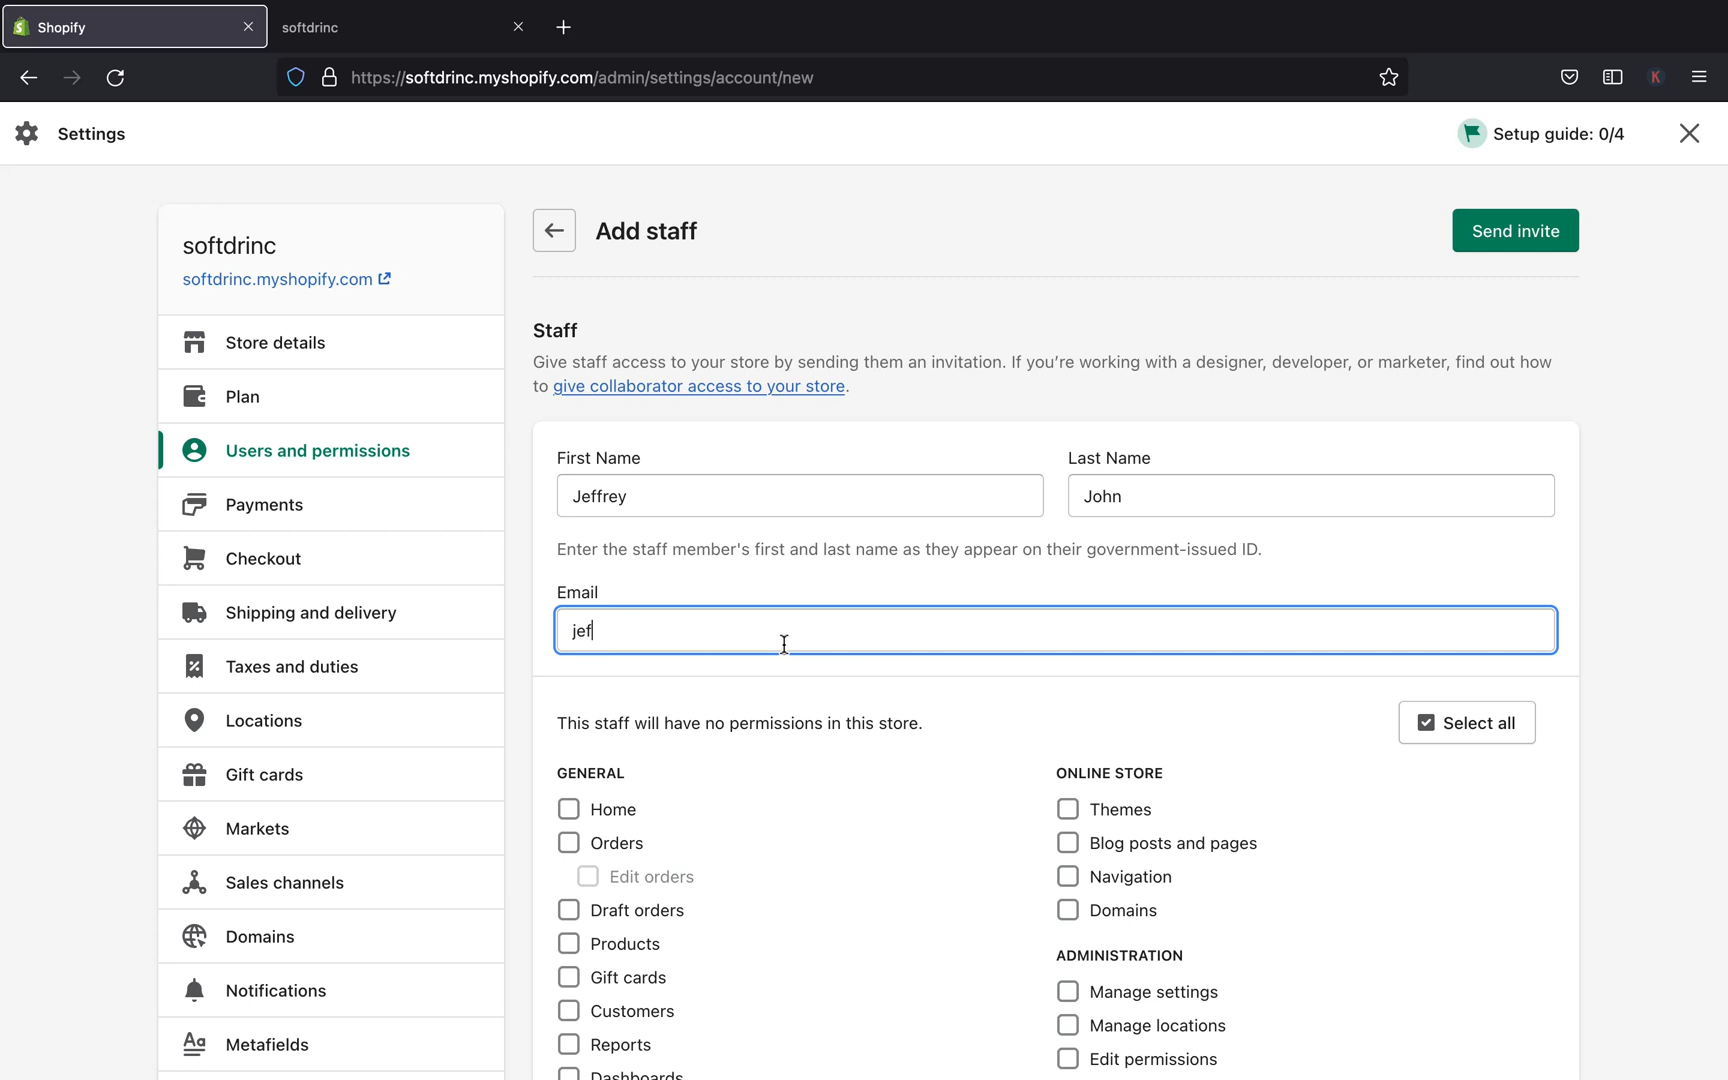 Shopify
softdrinc
https://softdrinc.myshopify.com/admin/settings/account/new
K
Settings
Setup guide: 0/4
softdrinc
softdrinc.myshopify.com
Store details
Plan
Users and permissions
Payments
Checkout
Shipping and delivery
Taxes and duties
Locations
Gift cards
Markets
Sales channels
Domains
Notifications
Aa Metafields
Add staff
Send invite
Staff
Give staff access to your store by sending them an invitation. If you’re working with a designer, developer, or marketer, find out how
to give collaborator access to your store.
First Name
Last Name
Jeffrey
John
Enter the staff member's first and last name as they appear on their government-issued ID.
Email
jef
This staff will have no permissions in this store.
Select all
GENERAL
Home
Orders
Edit orders
Draft orders
Products
Gift cards
Customers
Reports
Dashboards
ONLINE STORE
Themes
Blog posts and pages
Navigation
Domains
ADMINISTRATION
Manage settings
Manage locations
Edit permissions